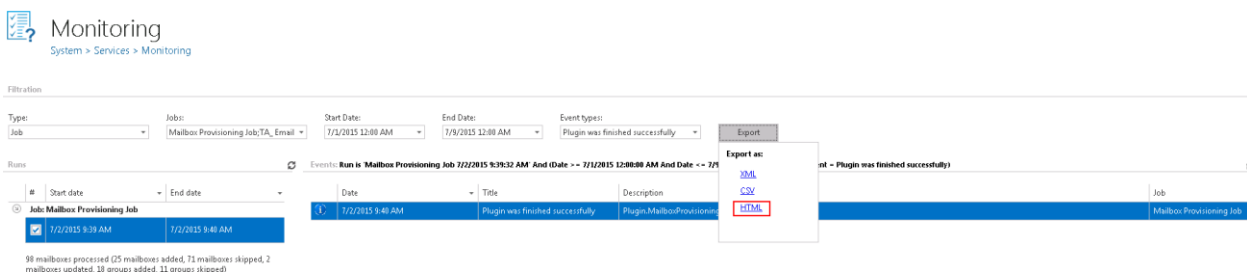 Monitoring
System > Services > Monitoring
Filtration
Type: Jobs: Start Date: End Date: Event types:
Job Mailbox Provisioning Job;TA_ Email 7/1/2015 12:00 AM 7/9/2015 12:00 AM Plugin was finished successfully Export
Export as:
XML
CSV
HTML
Runs
# Start date End date
Job: Mailbox Provisioning Job
7/2/2015 9:39 AM 7/2/2015 9:40 AM
98 mailboxes processed (25 mailboxes added, 71 mailboxes skipped, 2
mailboxes updated, 18 groups added, 11 groups skipped)
Events: Run is 'Mailbox Provisioning Job 7/2/2015 9:39:32 AM' And (Date >= 7/1/2015 12:00:00 AM And Date <= 7/9 nt = Plugin was finished successfully)
Date Title Description Job
7/2/2015 9:40 AM Plugin was finished successfully Plugin.MailboxProvisioning Mailbox Provisioning Job